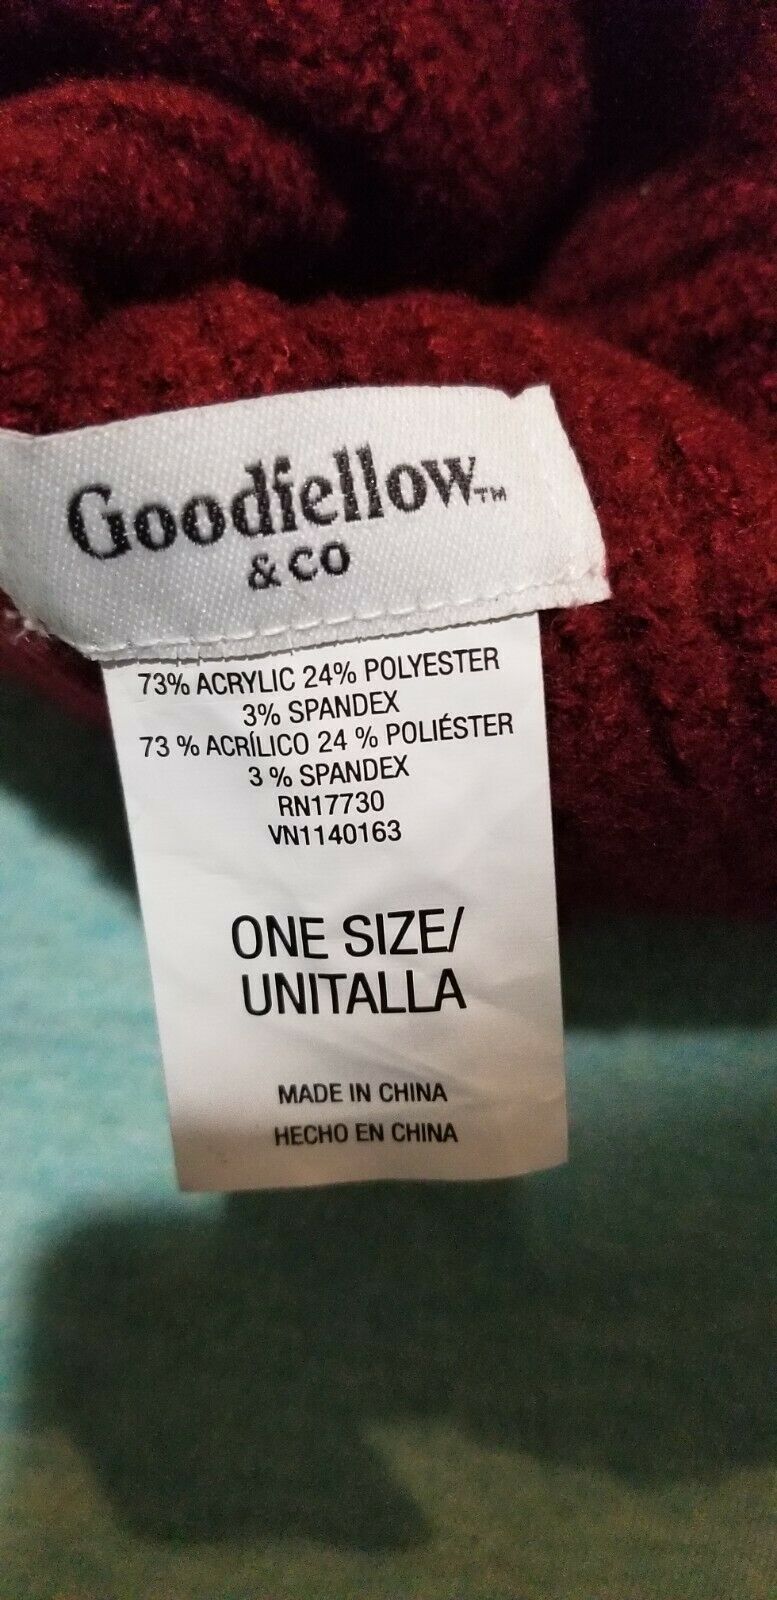 Goodfellow™
& CO
73% ACRYLIC 24% POLYESTER
3% SPANDEX
73 % ACRÍLICO 24 % POLIÉSTER
3 % SPANDEX
RN17730
VN1140163
ONE SIZE/
UNITALLA
MADE IN CHINA
HECHO EN CHINA